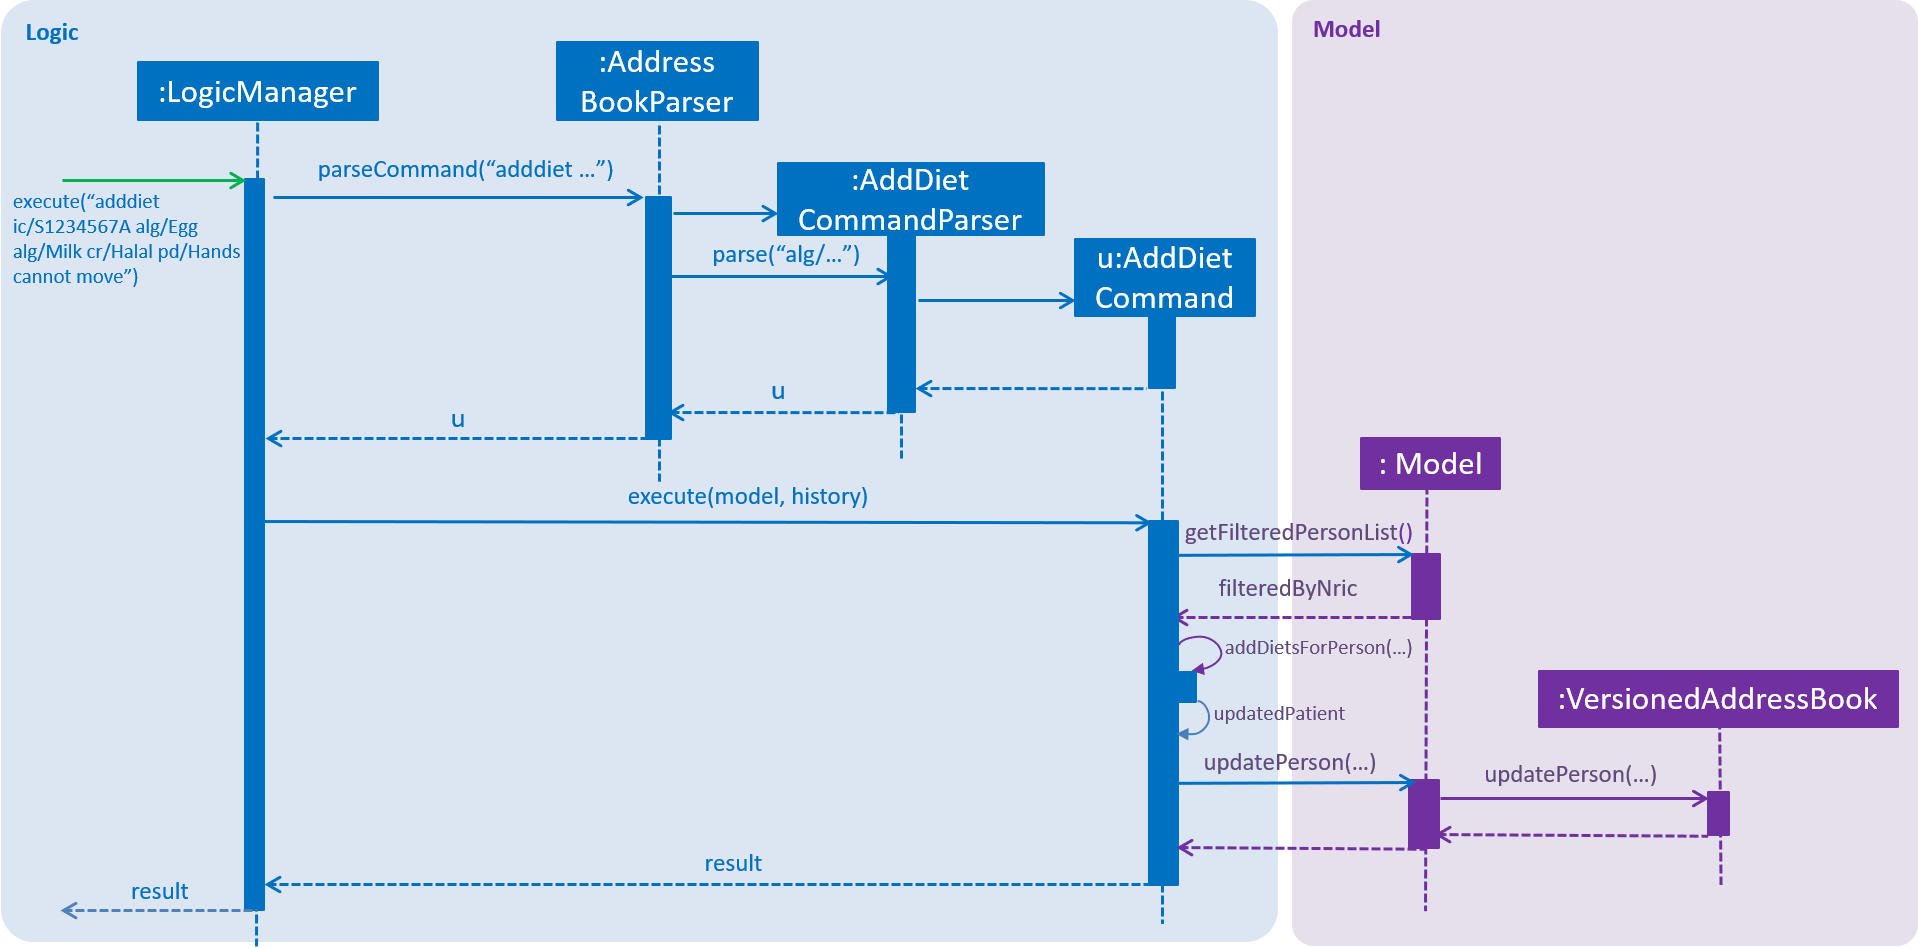 Logic
Model
:LogicManager
:Address
BookParser
parseCommand(“adddiet ...”)
:AddDiet
CommandParser
execute(“adddiet
ic/S1234567A alg/Egg
alg/Milk cr/Halal pd/Hands
cannot move”)
parse(“alg/...”)
u:AddDiet
Command
u
u
: Model
execute(model, history)
getFilteredPersonList()
filteredByNric
addDietsForPerson(...)
:VersionedAddressBook
updatedPatient
updatePerson(...)
updatePerson(...)
result
result